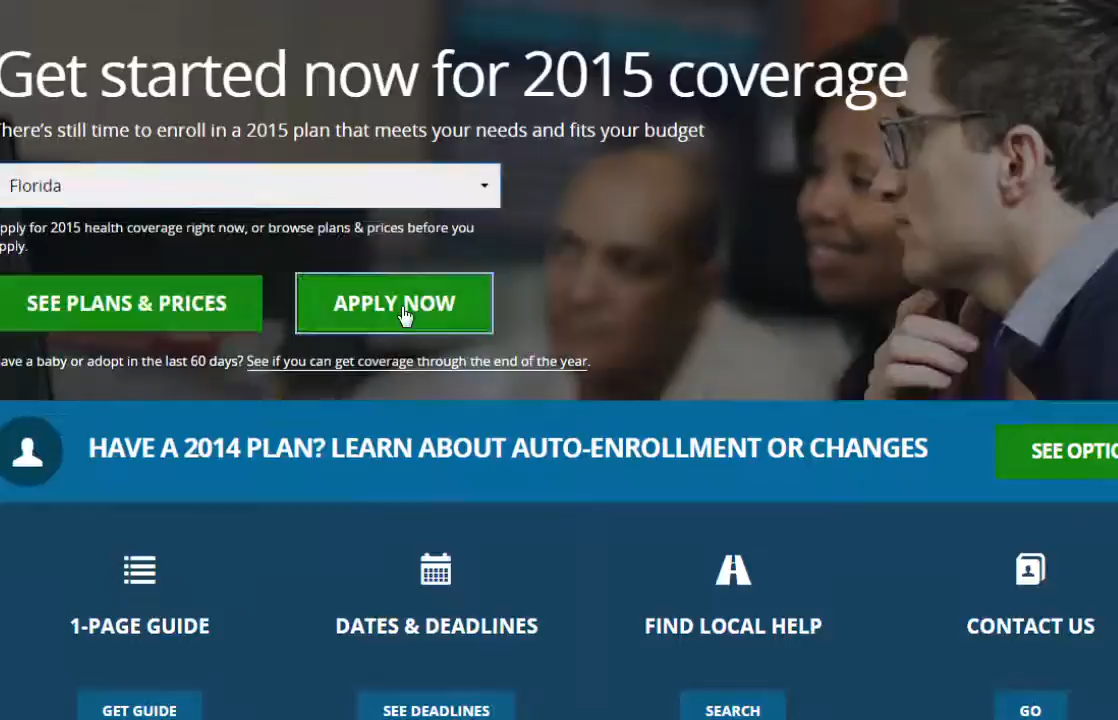 Get started now for 2015 coverage
here's still time to enroll in a 2015 plan that meets your needs and fits your budget
Florida
pply for 2015 health coverage right now, or browse plans & prices before you
pply.
SEE PLANS & PRICES
APPLY NOW
ave a baby or adopt in the last 60 days? See if you can get coverage through the end of the year.
HAVE A 2014 PLAN? LEARN ABOUT AUTO-ENROLLMENT OR CHANGES
SEE OPTIO
1-PAGE GUIDE
DATES & DEADLINES
FIND LOCAL HELP
CONTACT US
GET GUIDE
SEE DEADLINES
SEARCH
GO